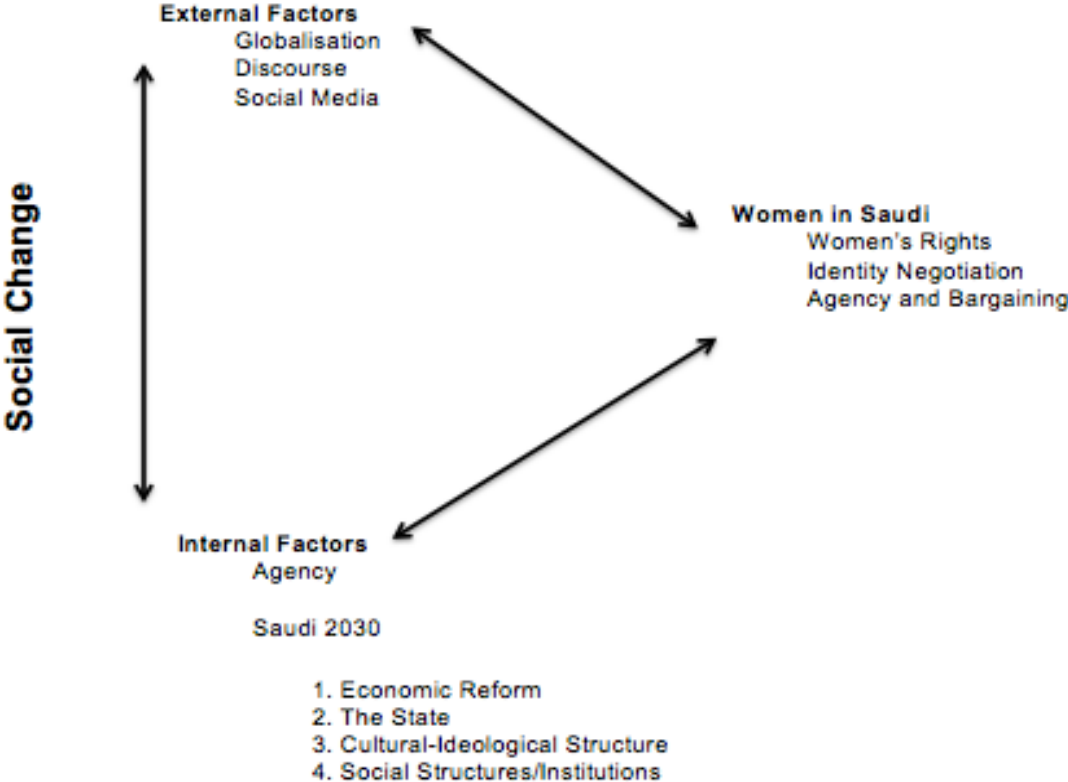 External Factors
Globalisation
Discourse
Social Media
Social Change
Women in Saudi
Women's Rights
Identity Negotiation
Agency and Bargaining
Internal Factors
Agency
Saudi 2030
1. Economic Reform
2. The State
3. Cultural-Ideological Structure
4. Social Structures/Institutions